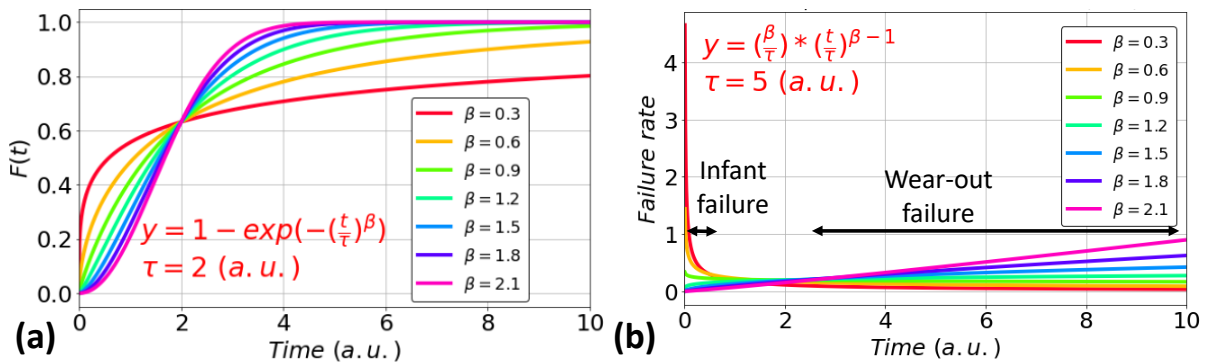 1.0
0.8
0.6
0.4
0.2
0.0
F(t)
0 2 4 6 8 10
Time (a.u.)
y = 1 − exp(−(t/τ)^β)
τ = 2 (a.u.)
β = 0.3
β = 0.6
β = 0.9
β = 1.2
β = 1.5
β = 1.8
β = 2.1
(a)
4
3
2
1
0
Failure rate
0 2 4 6 8 10
Time (a.u.)
y = (β/τ) * (t/τ)^β−1
τ = 5 (a.u.)
Infant
failure
Wear-out
failure
β = 0.3
β = 0.6
β = 0.9
β = 1.2
β = 1.5
β = 1.8
β = 2.1
(b)